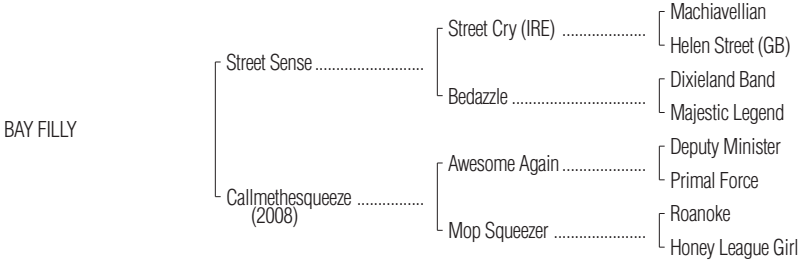 Machiavellian
Street Cry (IRE) ....................
Helen Street (GB)
Street Sense ..........................
Dixieland Band
Bedazzle ................................
Majestic Legend
BAY FILLY
Deputy Minister
Awesome Again ....................
Primal Force
Callmethesqueeze ................
(2008)
Roanoke
Mop Squeezer ......................
Honey League Girl